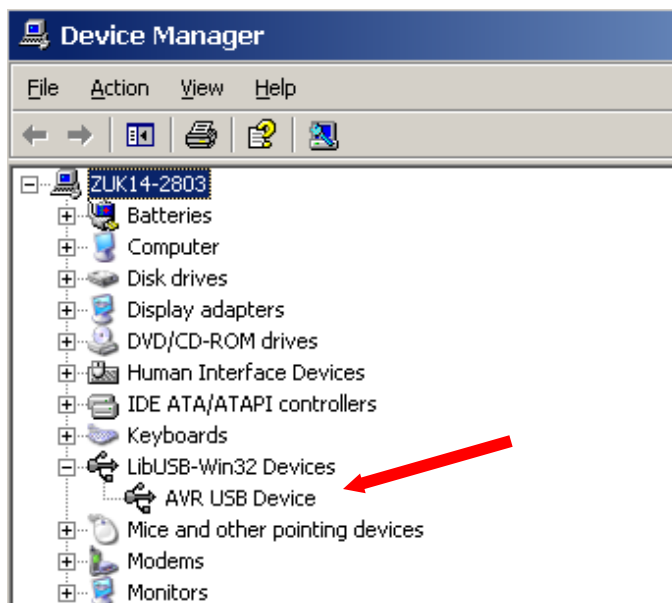 Device Manager
File Action View Help
ZUK14-2803
Batteries
Computer
Disk drives
Display adapters
DVD/CD-ROM drives
Human Interface Devices
IDE ATA/ATAPI controllers
Keyboards
LibUSB-Win32 Devices
AVR USB Device
Mice and other pointing devices
Modems
Monitors